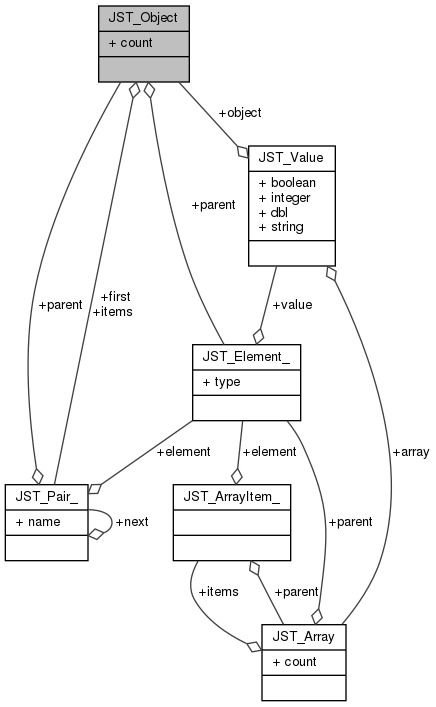 JST_Object
+ count
+object
JST_Value
+ boolean
+ integer
+ dbl
+ string
+parent
+first
+items
+parent
+value
JST_Element_
+ type
+element
+element
+array
JST_Pair_
+ name
+next
JST_ArrayItem_
+parent
+items
+parent
JST_Array
+ count